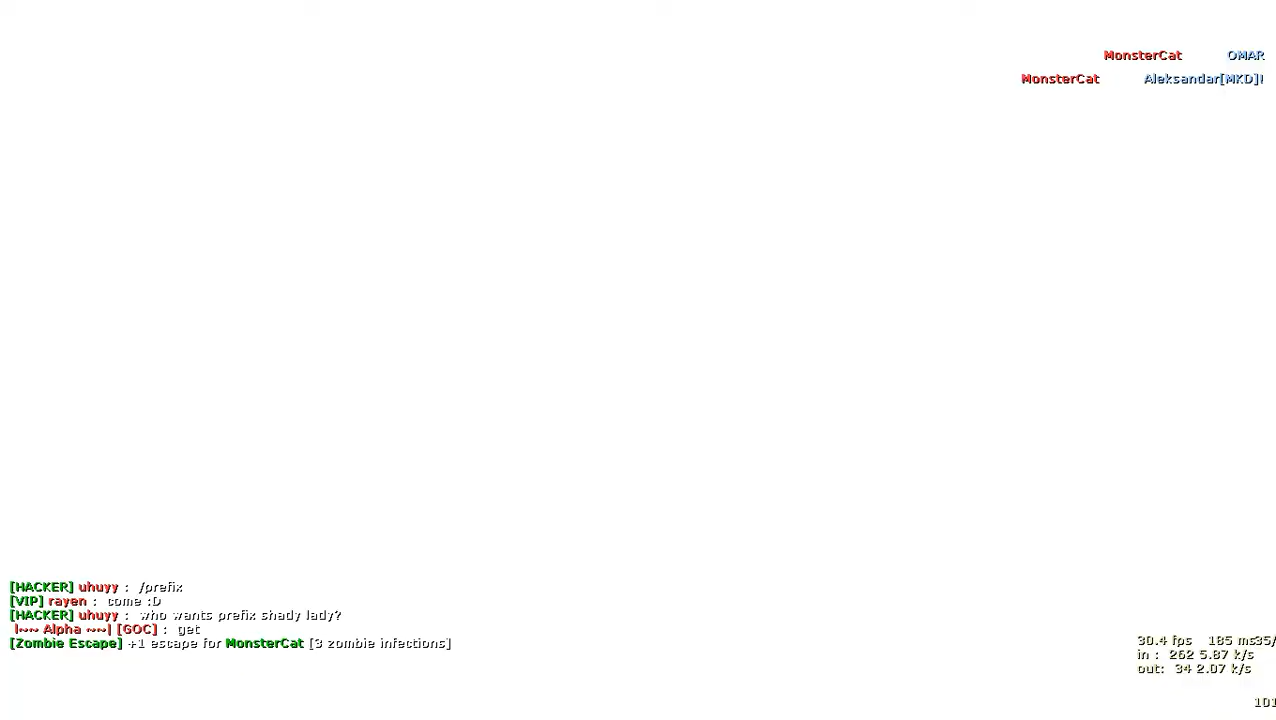 MonsterCat OMAR
MonsterCat Aleksandar[MKD]!
[HACKER] uhuyy : /prefix
[VIP] rayen : come :D
[HACKER] uhuyy : who wants prefix shady lady?
|~~ Alpha ~~| [GOC] : get
[Zombie Escape] +1 escape for MonsterCat [3 zombie infections]
30.4 fps 185 ms35/
in : 262 5.87 k/s
out: 34 2.07 k/s
101